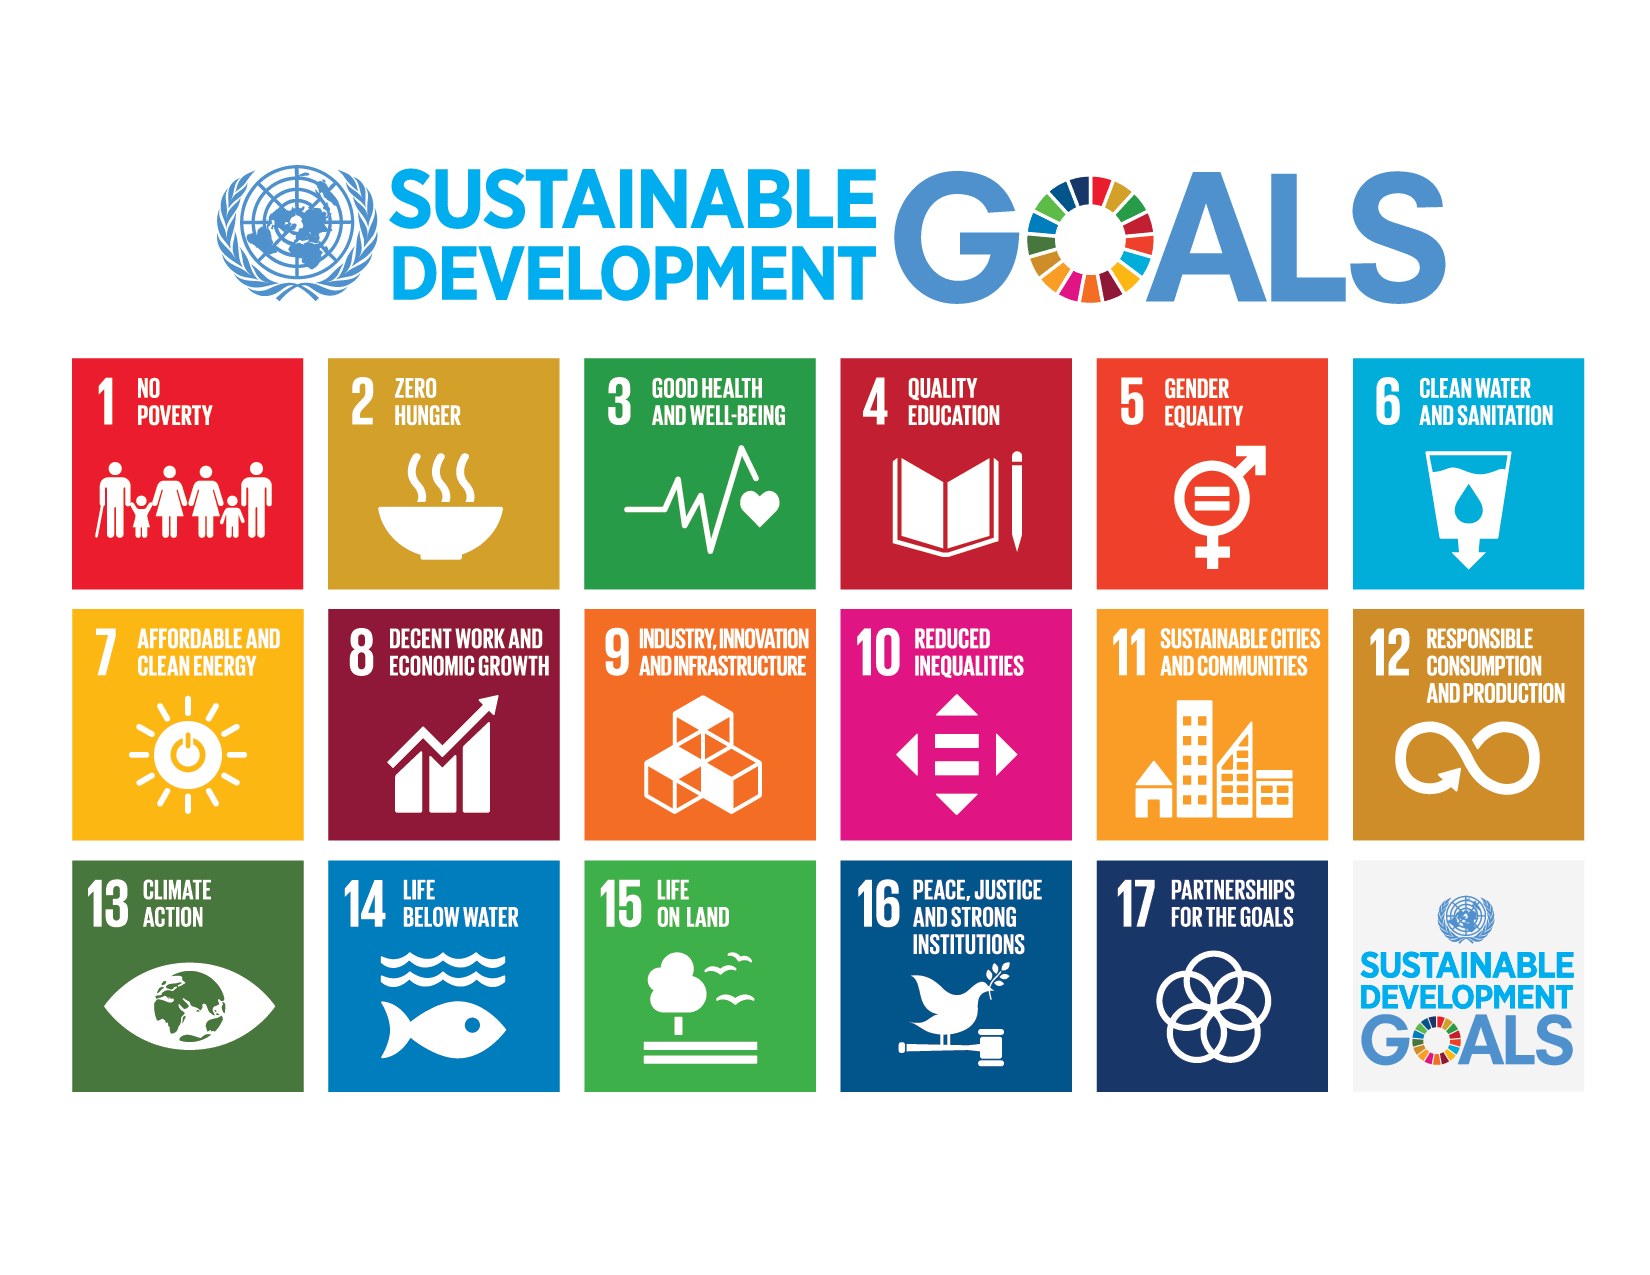 SUSTAINABLE
DEVELOPMENT
GOALS
1 NO
POVERTY
2 ZERO
HUNGER
3 GOOD HEALTH
AND WELL-BEING
4 QUALITY
EDUCATION
5 GENDER
EQUALITY
6 CLEAN WATER
AND SANITATION
7 AFFORDABLE AND
CLEAN ENERGY
8 DECENT WORK AND
ECONOMIC GROWTH
9 INDUSTRY, INNOVATION
AND INFRASTRUCTURE
10 REDUCED
INEQUALITIES
11 SUSTAINABLE CITIES
AND COMMUNITIES
12 RESPONSIBLE
CONSUMPTION
AND PRODUCTION
13 CLIMATE
ACTION
14 LIFE
BELOW WATER
15 LIFE
ON LAND
16 PEACE, JUSTICE
AND STRONG
INSTITUTIONS
17 PARTNERSHIPS
FOR THE GOALS
SUSTAINABLE
DEVELOPMENT
GOALS